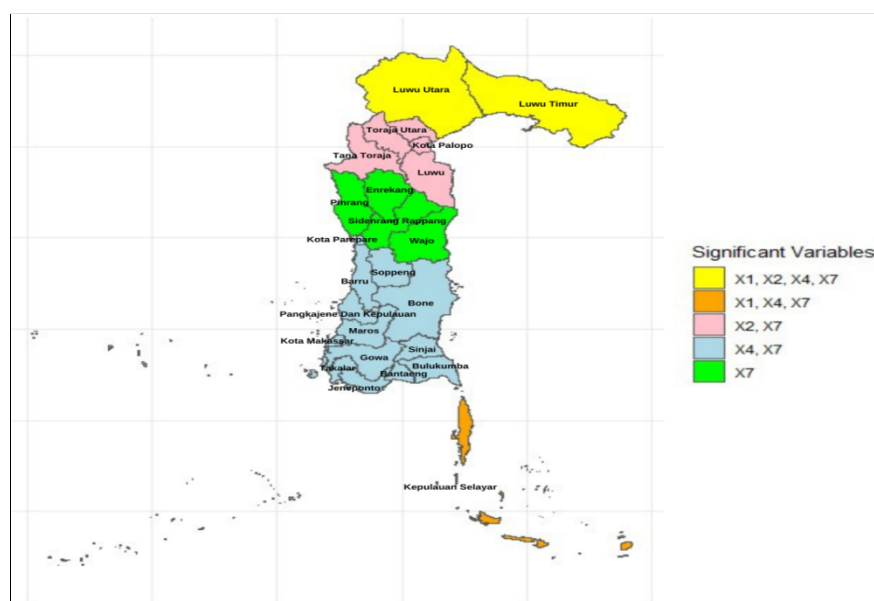 Luwu Utara
Luwu Timur
Toraja Utara
Kota Palopo
Tana Toraja
Luwu
Enrekang
Pinrang
Sidenrang Rappang
Kota Parepare
Wajo
Soppeng
Barru
Bone
Pangkajene Dan Kepulauan
Maros
Kota Makassar
Sinjai
Gowa
Takalar
Bulukumba
Bantaeng
Jeneponto
Kepulauan Selayar
Significant Variables
X1, X2, X4, X7
X1, X4, X7
X2, X7
X4, X7
X7